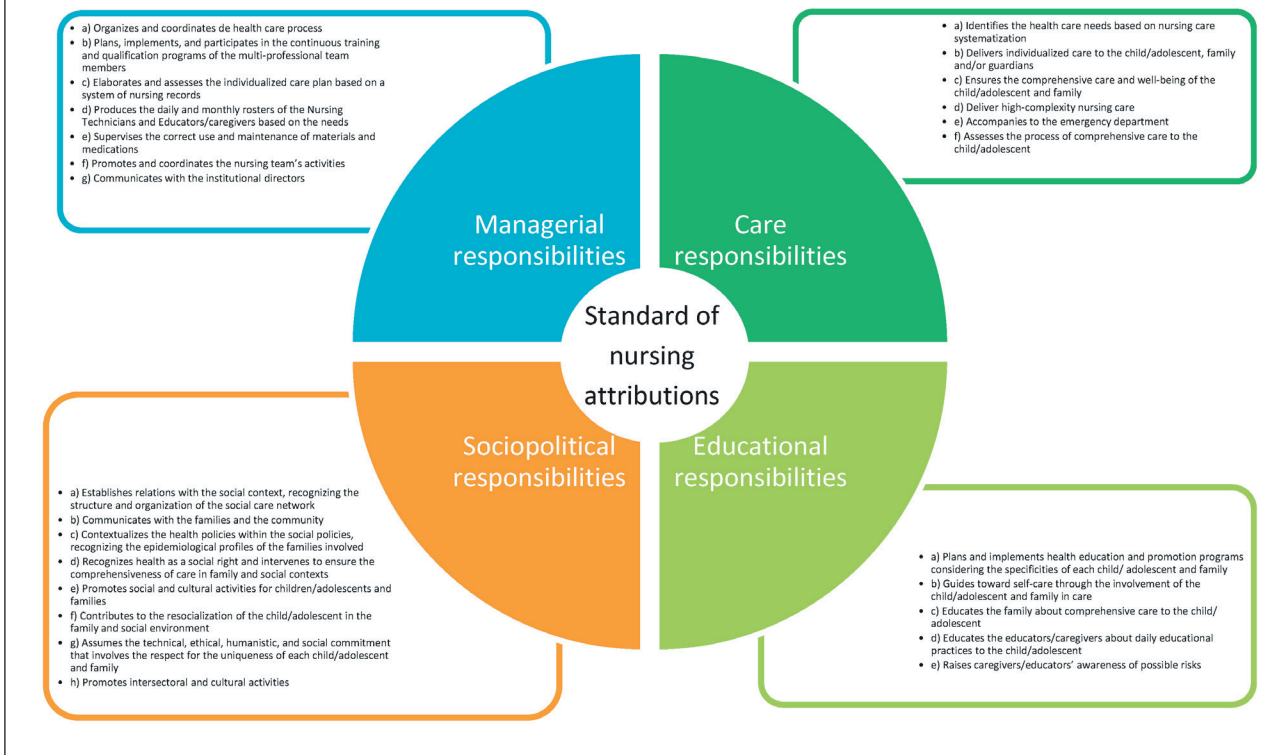 • a) Organizes and coordinates de health care process
• b) Plans, implements, and participates in the continuous training
and qualification programs of the multi-professional team
members
• c) Elaborates and assesses the individualized care plan based on a
system of nursing records
• d) Produces the daily and monthly rosters of the Nursing
Technicians and Educators/caregivers based on the needs
• e) Supervises the correct use and maintenance of materials and
medications
• f) Promotes and coordinates the nursing team's activities
• g) Communicates with the institutional directors
• a) Identifies the health care needs based on nursing care
systematization
• b) Delivers individualized care to the child/adolescent, family
and/or guardians
• c) Ensures the comprehensive care and well-being of the
child/adolescent and family
• d) Deliver high-complexity nursing care
• e) Accompanies to the emergency department
• f) Assesses the process of comprehensive care to the
child/adolescent
Managerial
responsibilities
Care
responsibilities
Standard of
nursing
attributions
Sociopolitical
responsibilities
Educational
responsibilities
• a) Establishes relations with the social context, recognizing the
structure and organization of the social care network
• b) Communicates with the families and the community
• c) Contextualizes the health policies within the social policies,
recognizing the epidemiological profiles of the families involved
• d) Recognizes health as a social right and intervenes to ensure the
comprehensiveness of care in family and social contexts
• e) Promotes social and cultural activities for children/adolescents and
families
• f) Contributes to the resocialization of the child/adolescent in the
family and social environment
• g) Assumes the technical, ethical, humanistic, and social commitment
that involves the respect for the uniqueness of each child/adolescent
and family
• h) Promotes intersectoral and cultural activities
• a) Plans and implements health education and promotion programs
considering the specificities of each child/ adolescent and family
• b) Guides toward self-care through the involvement of the
child/adolescent and family in care
• c) Educates the family about comprehensive care to the child/
adolescent
• d) Educates the educators/caregivers about daily educational
practices to the child/adolescent
• e) Raises caregivers/educators' awareness of possible risks